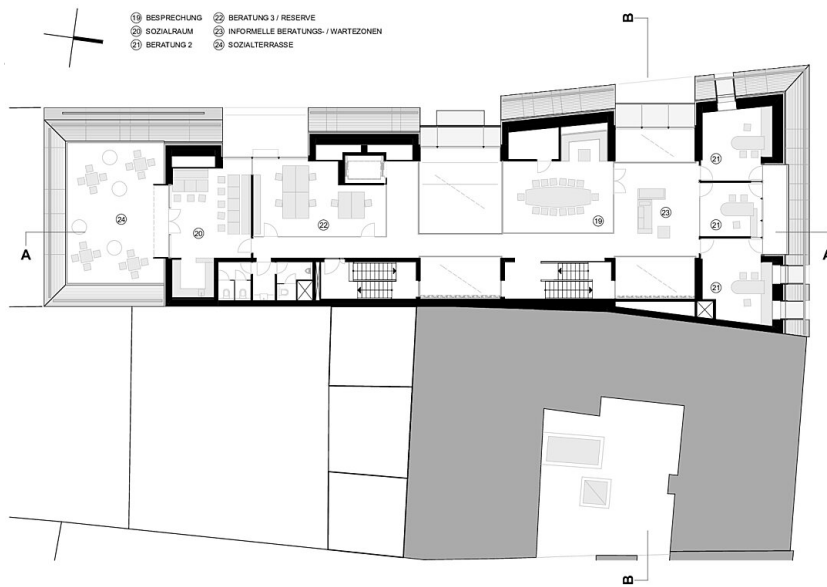 19 BESPRECHUNG
20 SOZIALRAUM
21 BERATUNG 2
22 BERATUNG 3 / RESERVE
23 INFORMELLE BERATUNGS- / WARTEZONEN
24 SOZIALTERRASSE
B
21
24
20
22
19
23
21
A
A
21
B